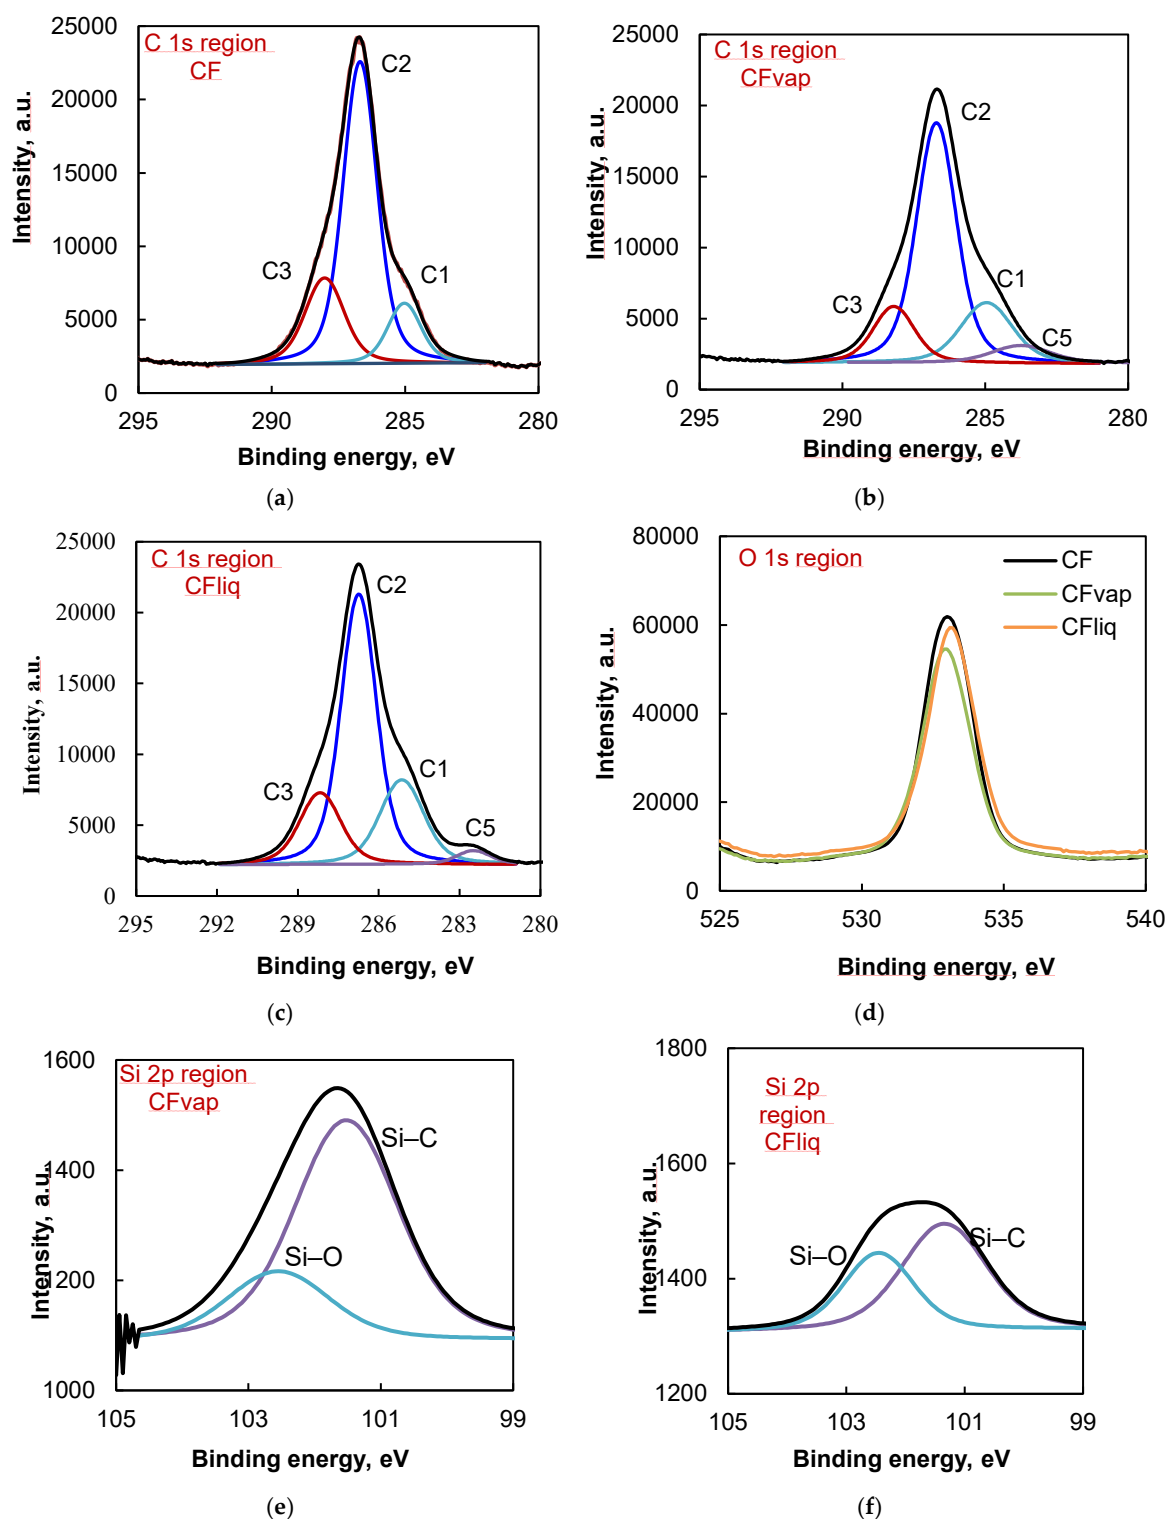 C 1s region
CF
25000
20000
15000
10000
5000
0
C2
C3
C1
295
290
285
280
Intensity, a.u.
Binding energy, eV
(a)
C 1s region
CFvap
25000
20000
15000
10000
5000
0
C2
C1
C3
C5
295
290
285
280
Intensity, a.u.
Binding energy, eV
(b)
C 1s region
CFliq
25000
20000
15000
10000
5000
0
C2
C1
C3
C5
295
292
289
286
283
280
Intensity, a.u.
Binding energy, eV
(c)
O 1s region
CF
CFvap
CFliq
80000
60000
40000
20000
0
525
530
535
540
Intensity, a.u.
Binding energy, eV
(d)
Si 2p region
CFvap
1600
1400
1200
1000
Si–C
Si–O
105
103
101
99
Intensity, a.u.
Binding energy, eV
(e)
Si 2p
region
CFliq
1800
1600
1400
1200
Si–O
Si–C
105
103
101
99
Intensity, a.u.
Binding energy, eV
(f)